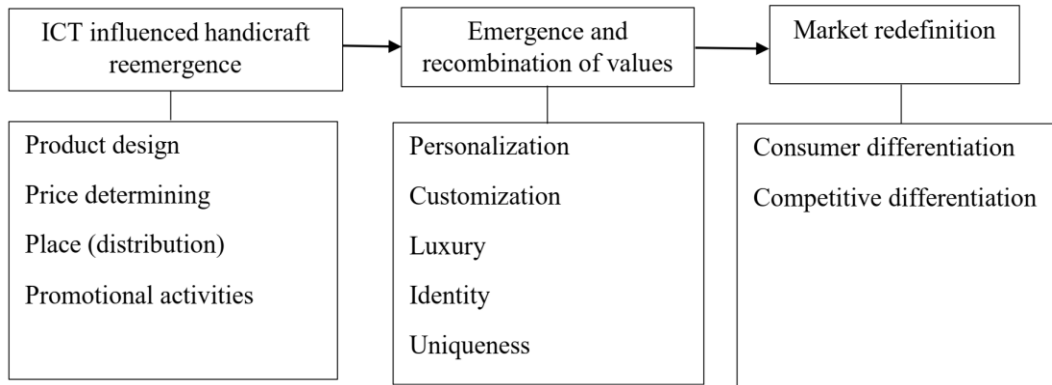 ICT influenced handicraft
reemergence
Emergence and
recombination of values
Market redefinition
Product design
Price determining
Place (distribution)
Promotional activities
Personalization
Customization
Luxury
Identity
Uniqueness
Consumer differentiation
Competitive differentiation